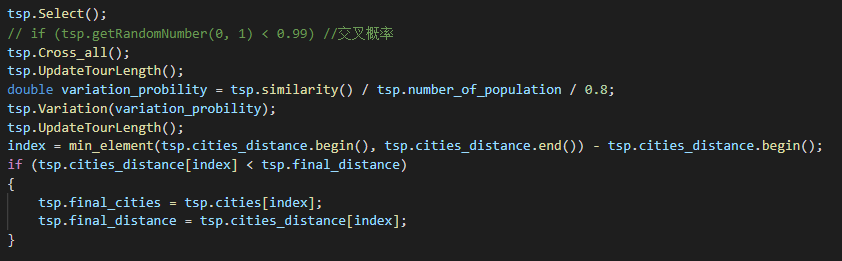 tsp.Select();
// if (tsp.getRandomNumber(0, 1) < 0.99) //交叉概率
tsp.Cross_all();
tsp.UpdateTourLength();
double variation_probility = tsp.similarity() / tsp.number_of_population / 0.8;
tsp.Variation(variation_probility);
tsp.UpdateTourLength();
index = min_element(tsp.cities_distance.begin(), tsp.cities_distance.end()) - tsp.cities_distance.begin();
if (tsp.cities_distance[index] < tsp.final_distance)
{
    tsp.final_cities = tsp.cities[index];
    tsp.final_distance = tsp.cities_distance[index];
}